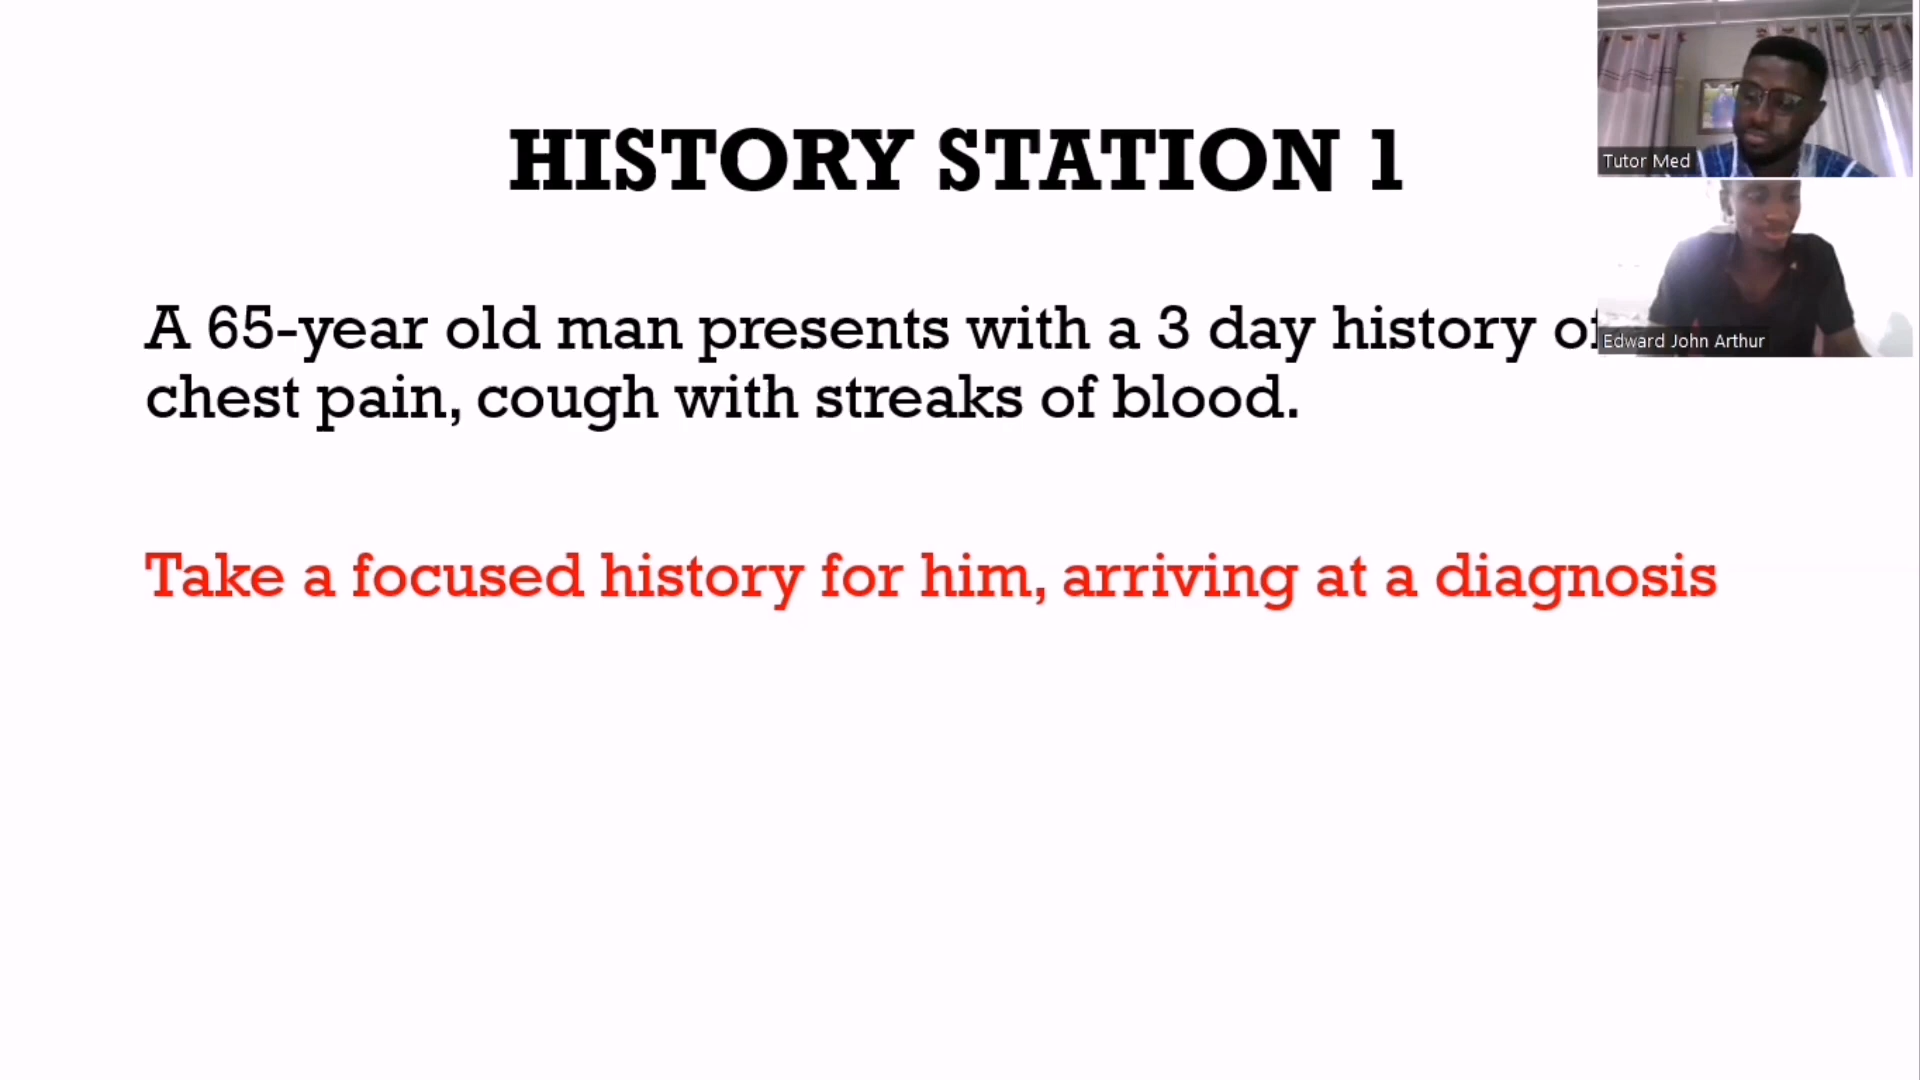 HISTORY STATION 1
A 65-year old man presents with a 3 day history of
chest pain, cough with streaks of blood.
Take a focused history for him, arriving at a diagnosis
Tutor Med
Edward John Arthur